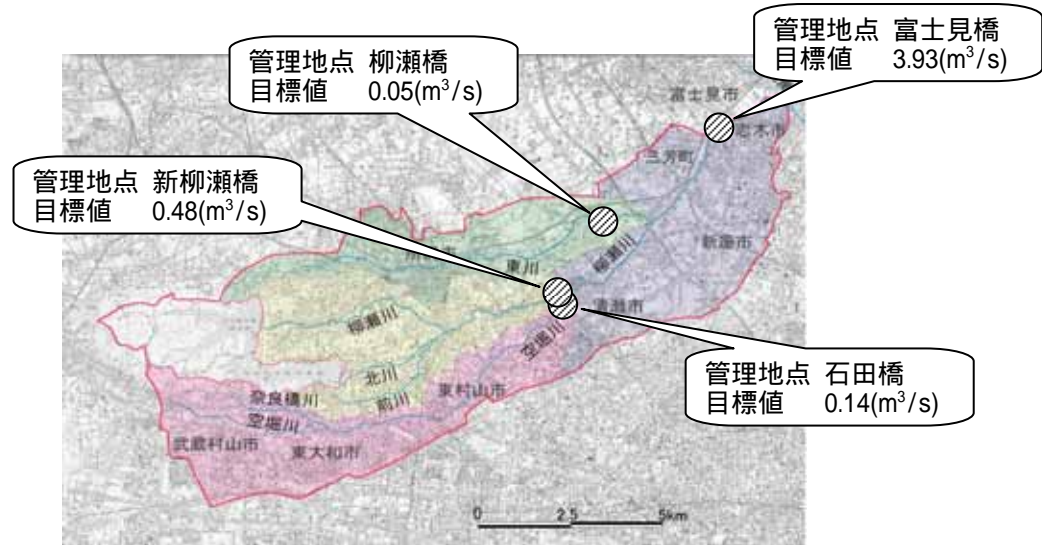 管理地点 富士見橋
目標値 3.93(m³/s)
管理地点 柳瀬橋
目標値 0.05(m³/s)
管理地点 新柳瀬橋
目標値 0.48(m³/s)
管理地点 石田橋
目標値 0.14(m³/s)
富士見市
志木市
三芳町
新座市
柳瀬川
東川
清瀬市
柳瀬川
空堀川
北川
東村山市
前川
奈良橋川
空堀川
武蔵村山市
東大和市
0 2.5 5km